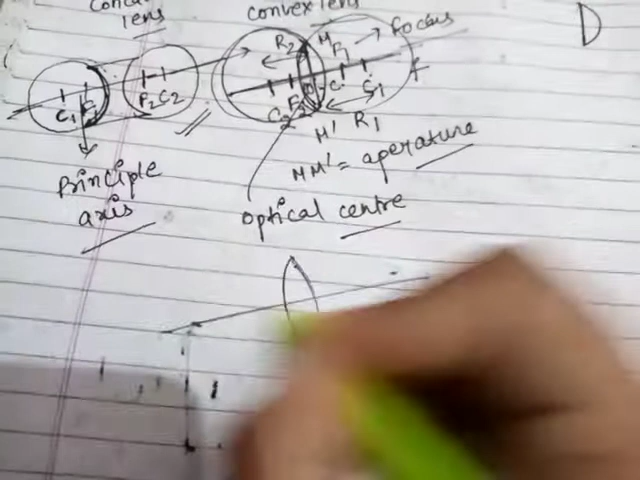 lens
convex lens
R2 M F1 → focus
C1 F1 F2 C2
C2 F2 O C1
M' R1
MM' = aperature
Principle
axis
optical centre
D